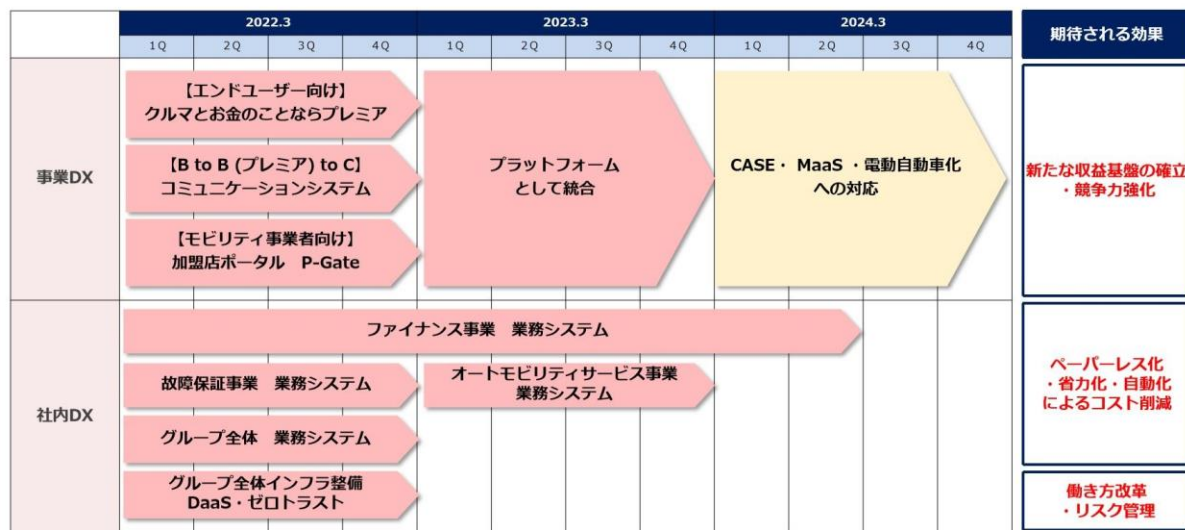 2022.3
2023.3
2024.3
期待される効果
1Q
2Q
3Q
4Q
1Q
2Q
3Q
4Q
1Q
2Q
3Q
4Q
事業DX
【エンドユーザー向け】
クルマとお金のことならプレミア
【B to B (プレミア) to C】
コミュニケーションシステム
【モビリティ事業者向け】
加盟店ポータル　P-Gate
プラットフォーム
として統合
CASE・ MaaS ・電動自動車化
への対応
新たな収益基盤の確立
・競争力強化
社内DX
ファイナンス事業　業務システム
故障保証事業　業務システム
オートモビリティサービス事業
業務システム
グループ全体　業務システム
グループ全体インフラ整備
DaaS・ゼロトラスト
ペーパーレス化
・省力化・自動化
によるコスト削減
働き方改革
・リスク管理